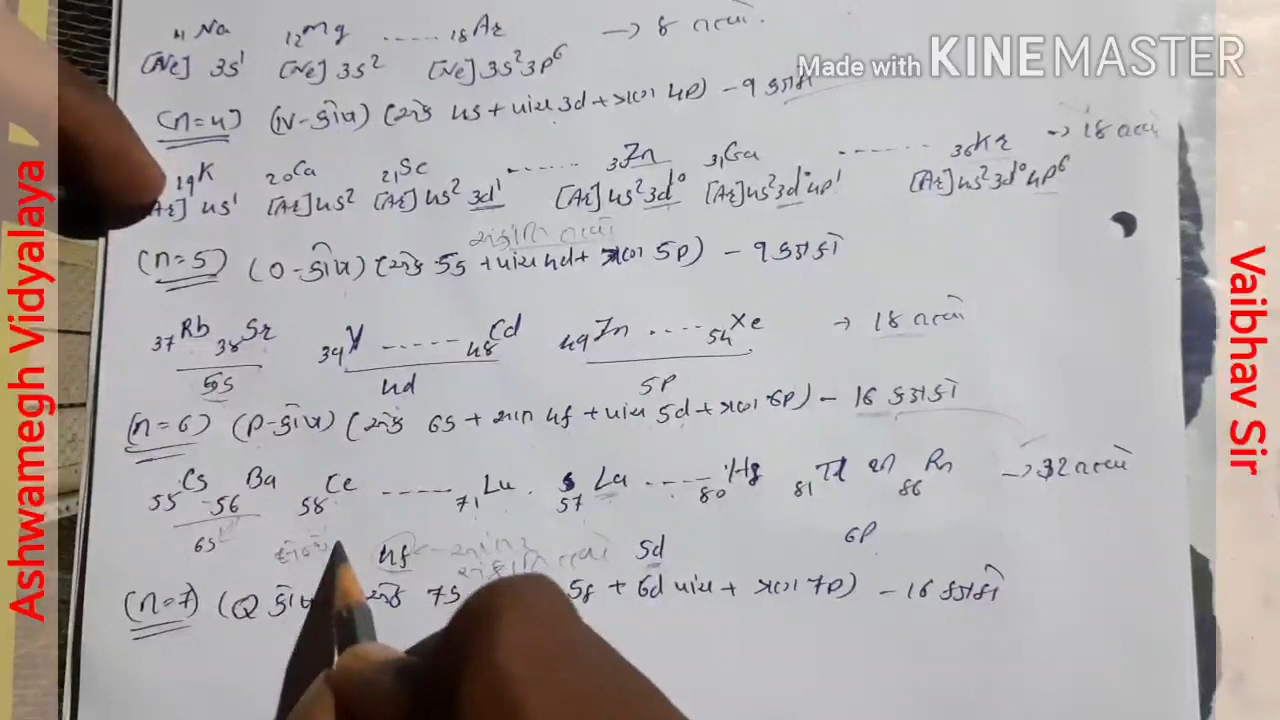 11Na 12Mg ..... 18Ar → 8 તત્વો.
[Ne] 3s¹ [Ne] 3s² [Ne] 3s² 3p⁶
Made with KINEMASTER
(n=4) (N-કોષ) (એક 4s + પાંચ 3d + ત્રણ 4p) - 9 કક્ષકો
19K 20Ca 21Sc ...... 30Zn 31Ga ....... 36Kr → 18 તત્વો
[Ar] 4s¹ [Ar] 4s² [Ar] 4s² 3d¹ [Ar] 4s² 3d¹⁰ [Ar] 4s² 3d¹⁰ 4p¹ [Ar] 4s² 3d¹⁰ 4p⁶
સંક્રાંતિ તત્વો
(n=5) (O-કોષ) (એક 5s + પાંચ 4d + ત્રણ 5p) - 9 કક્ષકો
37Rb 38Sr 39Y ..... 48Cd 49In .... 54Xe → 18 તત્વો
5s 4d 5p
(n=6) (P-કોષ) (એક 6s + સાત 4f + પાંચ 5d + ત્રણ 6p) - 16 કક્ષકો
55Cs 56Ba 58Ce ..... 71Lu 57La ..... 80Hg 81Tl થી 86Rn → 32 તત્વો
6s 4f 5d 6p
(n=7) (Q કોષ એક 7s 5f + 6d પાંચ + ત્રણ 7p) - 16 કક્ષકો
Ashwamegh Vidyalaya
Vaibhav Sir